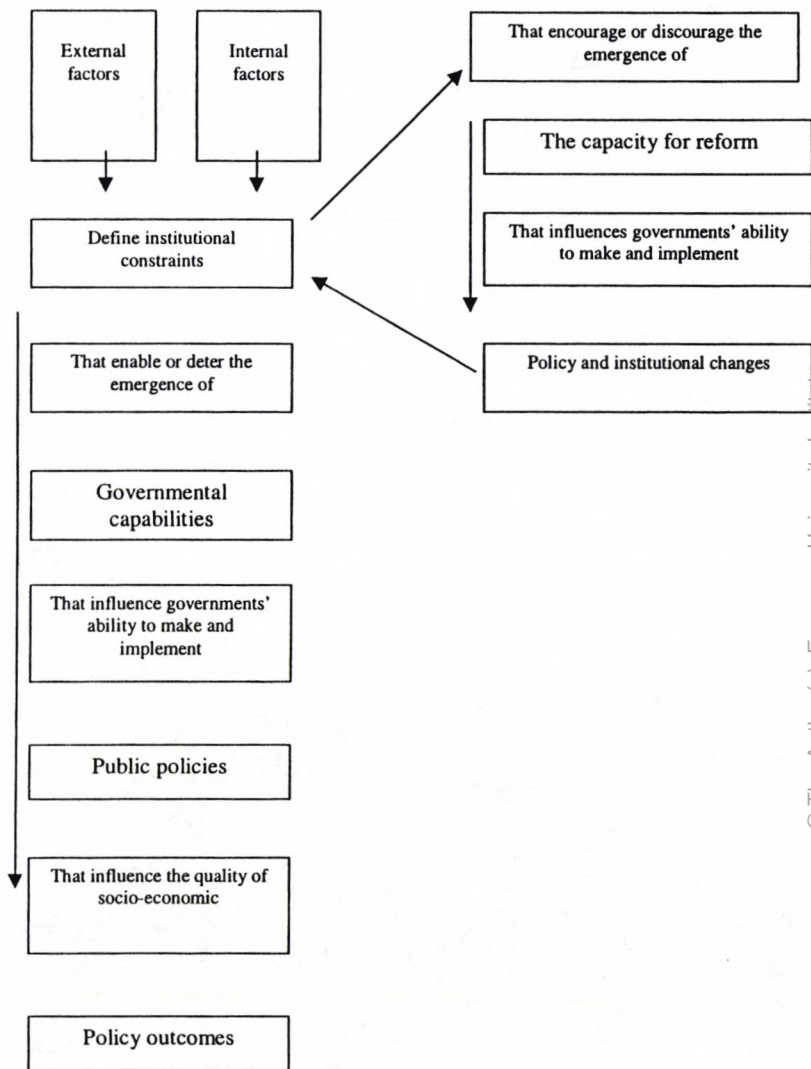 External
factors
Internal
factors
Define institutional
constraints
That enable or deter the
emergence of
Governmental
capabilities
That influence governments'
ability to make and
implement
Public policies
That influence the quality of
socio-economic
Policy outcomes
That encourage or discourage the
emergence of
The capacity for reform
That influences governments' ability
to make and implement
Policy and institutional changes